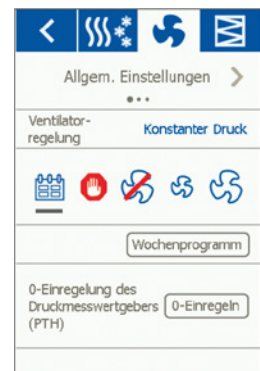 Allgem. Einstellungen
Ventilator-
regelung
Konstanter Druck
Wochenprogramm
0-Einregelung des
Druckmesswertgebers
(PTH)
0-Einregeln